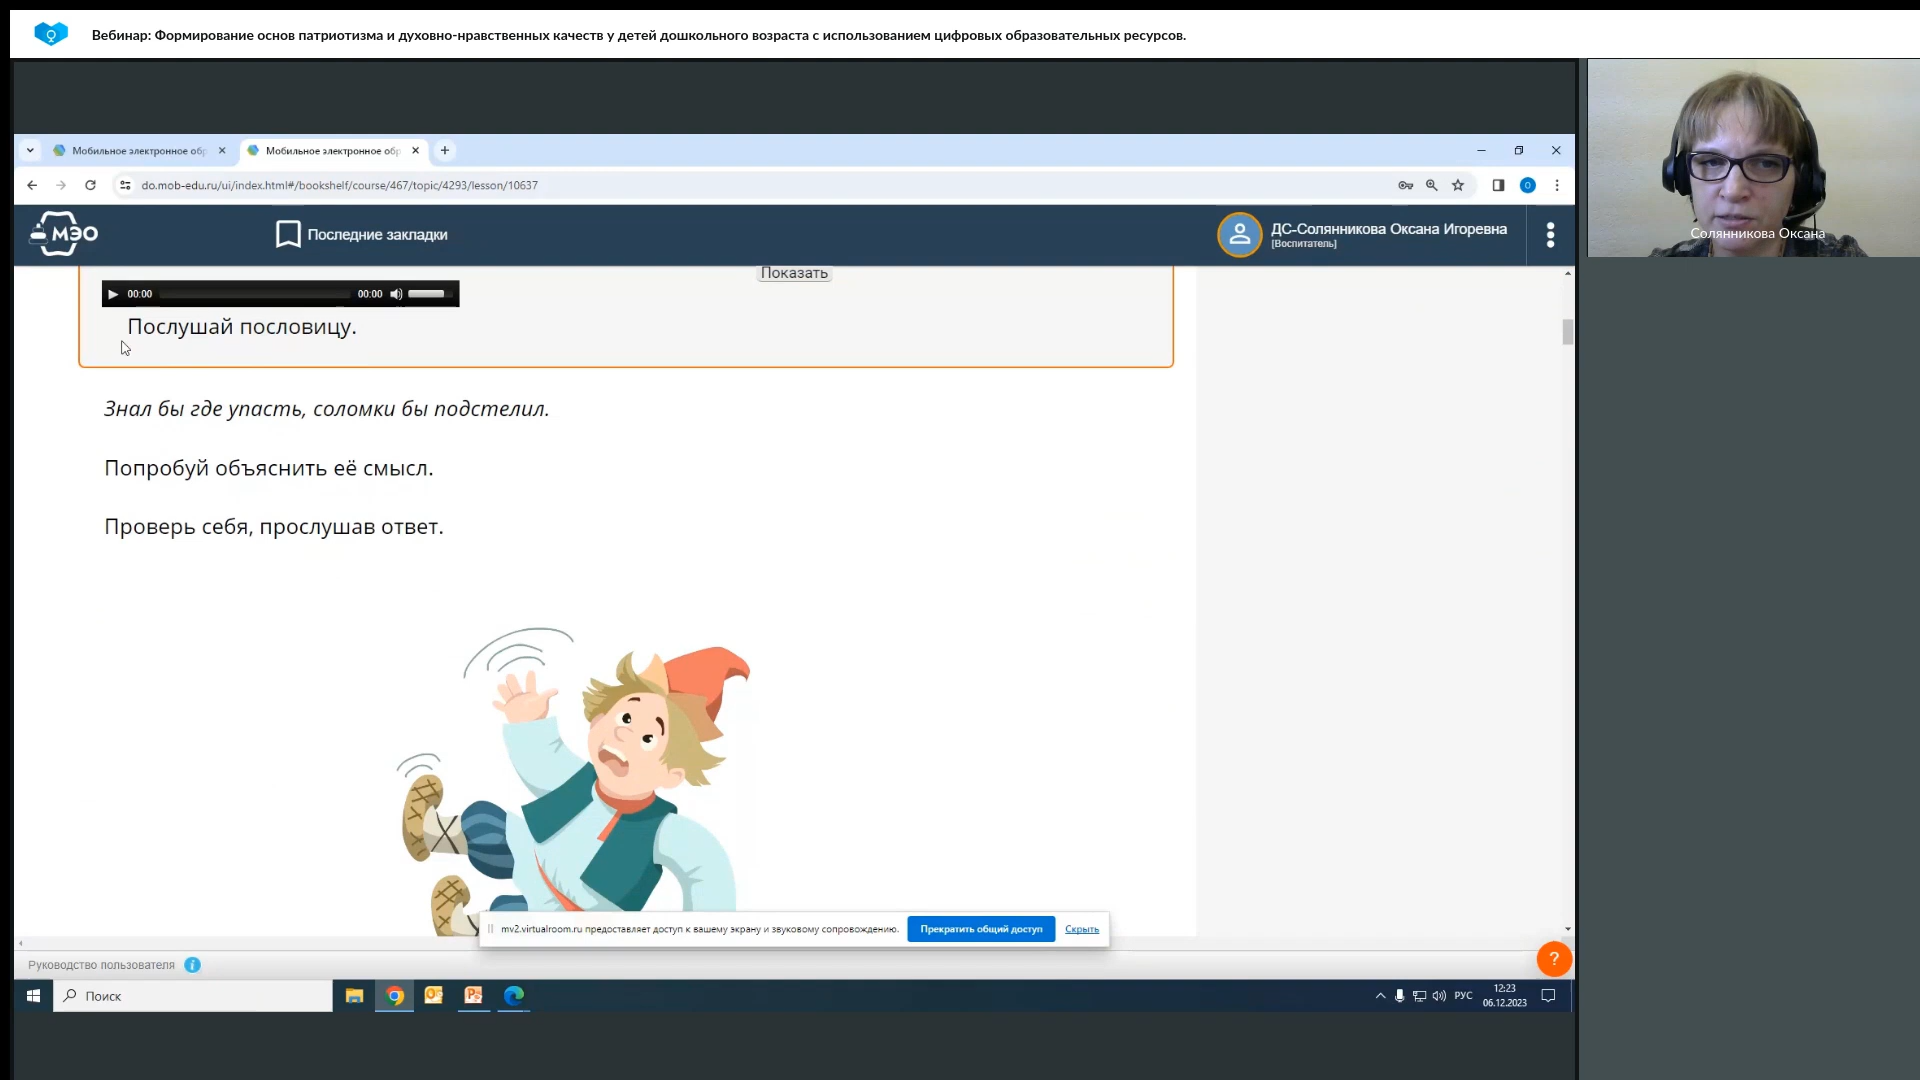 Вебинар: Формирование основ патриотизма и духовно-нравственных качеств у детей дошкольного возраста с использованием цифровых образовательных ресурсов.
Мобильное электронное обр
Мобильное электронное обр
do.mob-edu.ru/ui/index.html#/bookshelf/course/467/topic/4293/lesson/10637
О
МЭО
Последние закладки
ДС-Солянникова Оксана Игоревна
[Воспитатель]
Солянникова Оксана
Показать
00:00 00:00
Послушай пословицу.
Знал бы где упасть, соломки бы подстелил.
Попробуй объяснить её смысл.
Проверь себя, прослушав ответ.
mv2.virtualroom.ru предоставляет доступ к вашему экрану и звуковому сопровождению.
Прекратить общий доступ
Скрыть
Руководство пользователя
?
Поиск
РУС
12:23
06.12.2023